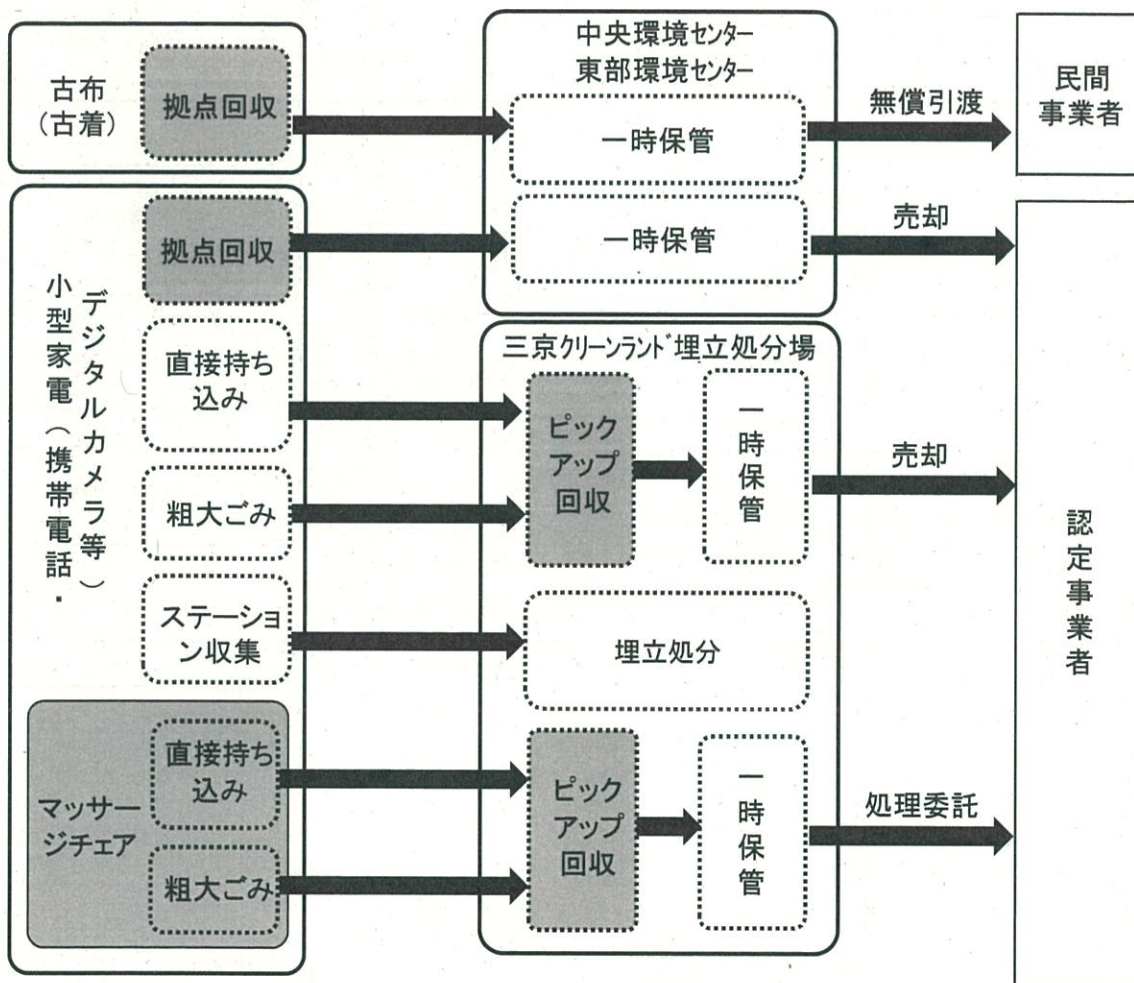 古布
（古着）
拠点回収
中央環境センター
東部環境センター
一時保管
無償引渡
民間
事業者
拠点回収
一時保管
売却
小型家電（携帯電話・
デジタルカメラ等）
直接持ち
込み
粗大ごみ
ステーショ
ン収集
三京クリーンランド埋立処分場
ピック
アップ
回収
一時保管
売却
埋立処分
認定事業者
マッサー
ジチェア
直接持ち
込み
粗大ごみ
ピック
アップ
回収
一時保管
処理委託